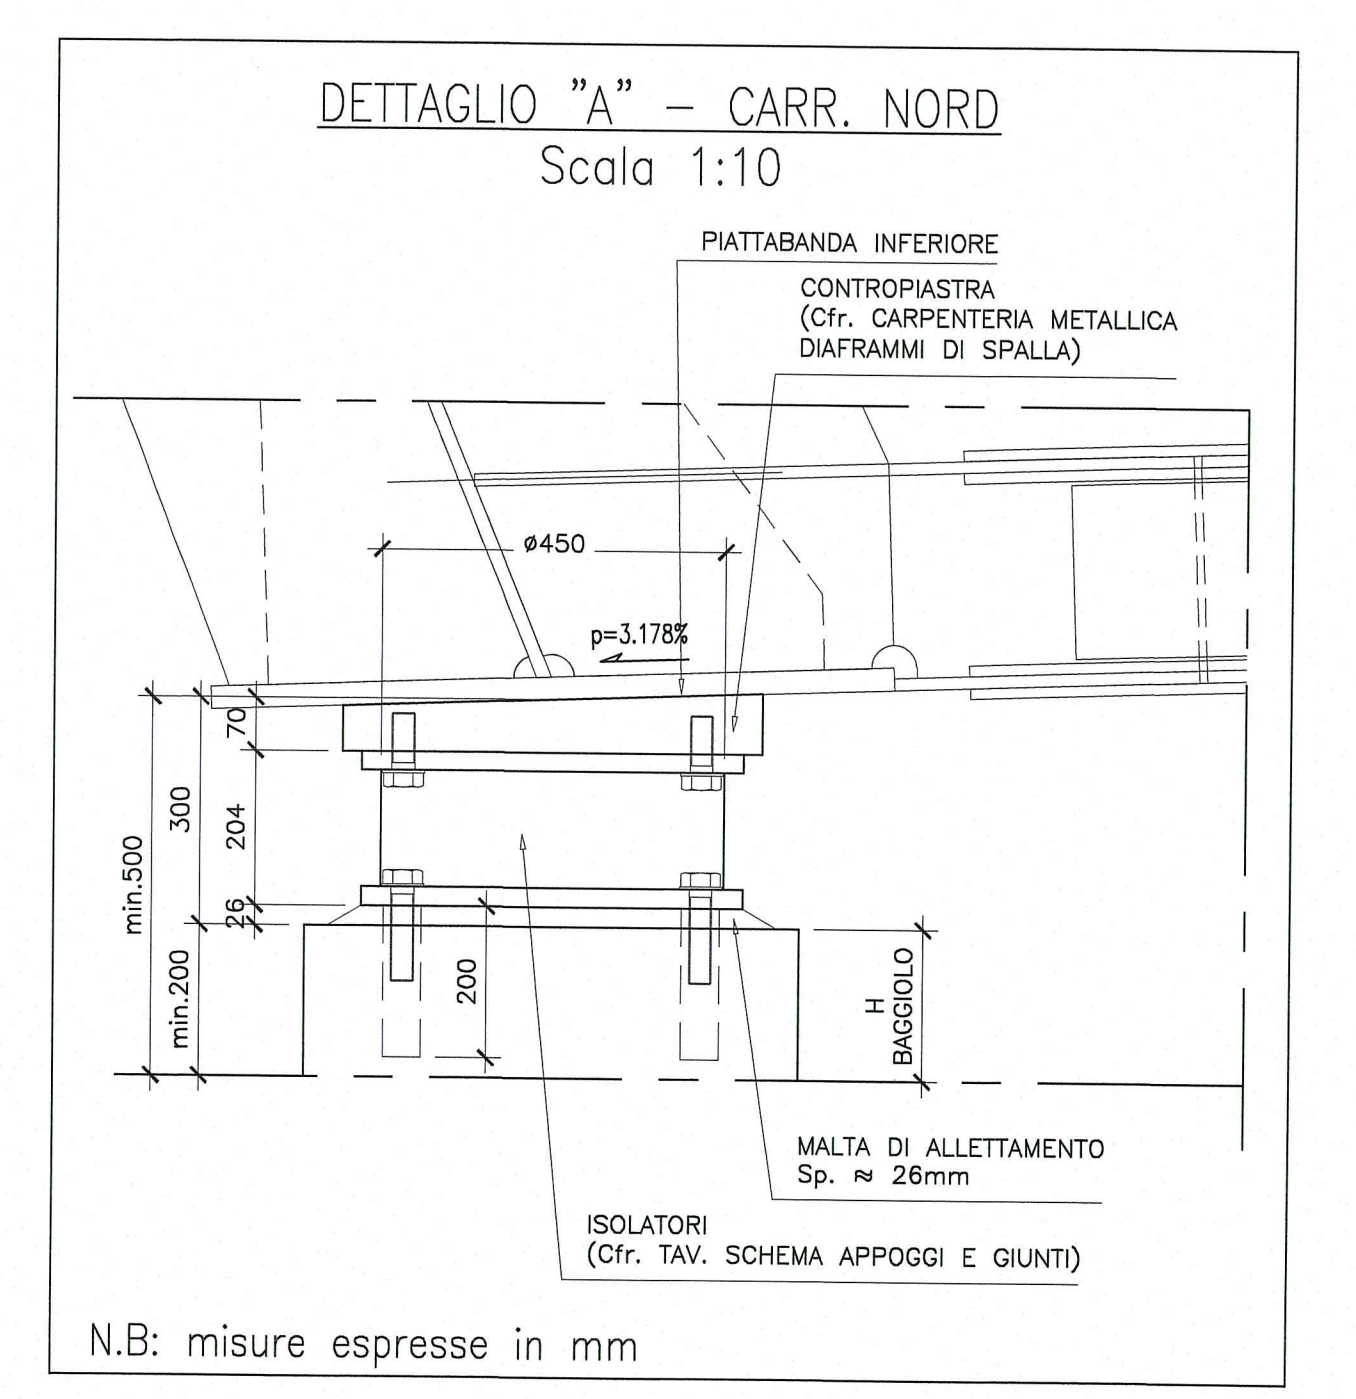 DETTAGLIO "A" – CARR. NORD
Scala 1:10
PIATTABANDA INFERIORE
CONTROPIASTRA
(Cfr. CARPENTERIA METALLICA
DIAFRAMMI DI SPALLA)
ø450
p=3.178%
70
300
204
min.500
26
min.200
200
H
BAGGIOLO
MALTA DI ALLETTAMENTO
Sp. ≈ 26mm
ISOLATORI
(Cfr. TAV. SCHEMA APPOGGI E GIUNTI)
N.B: misure espresse in mm